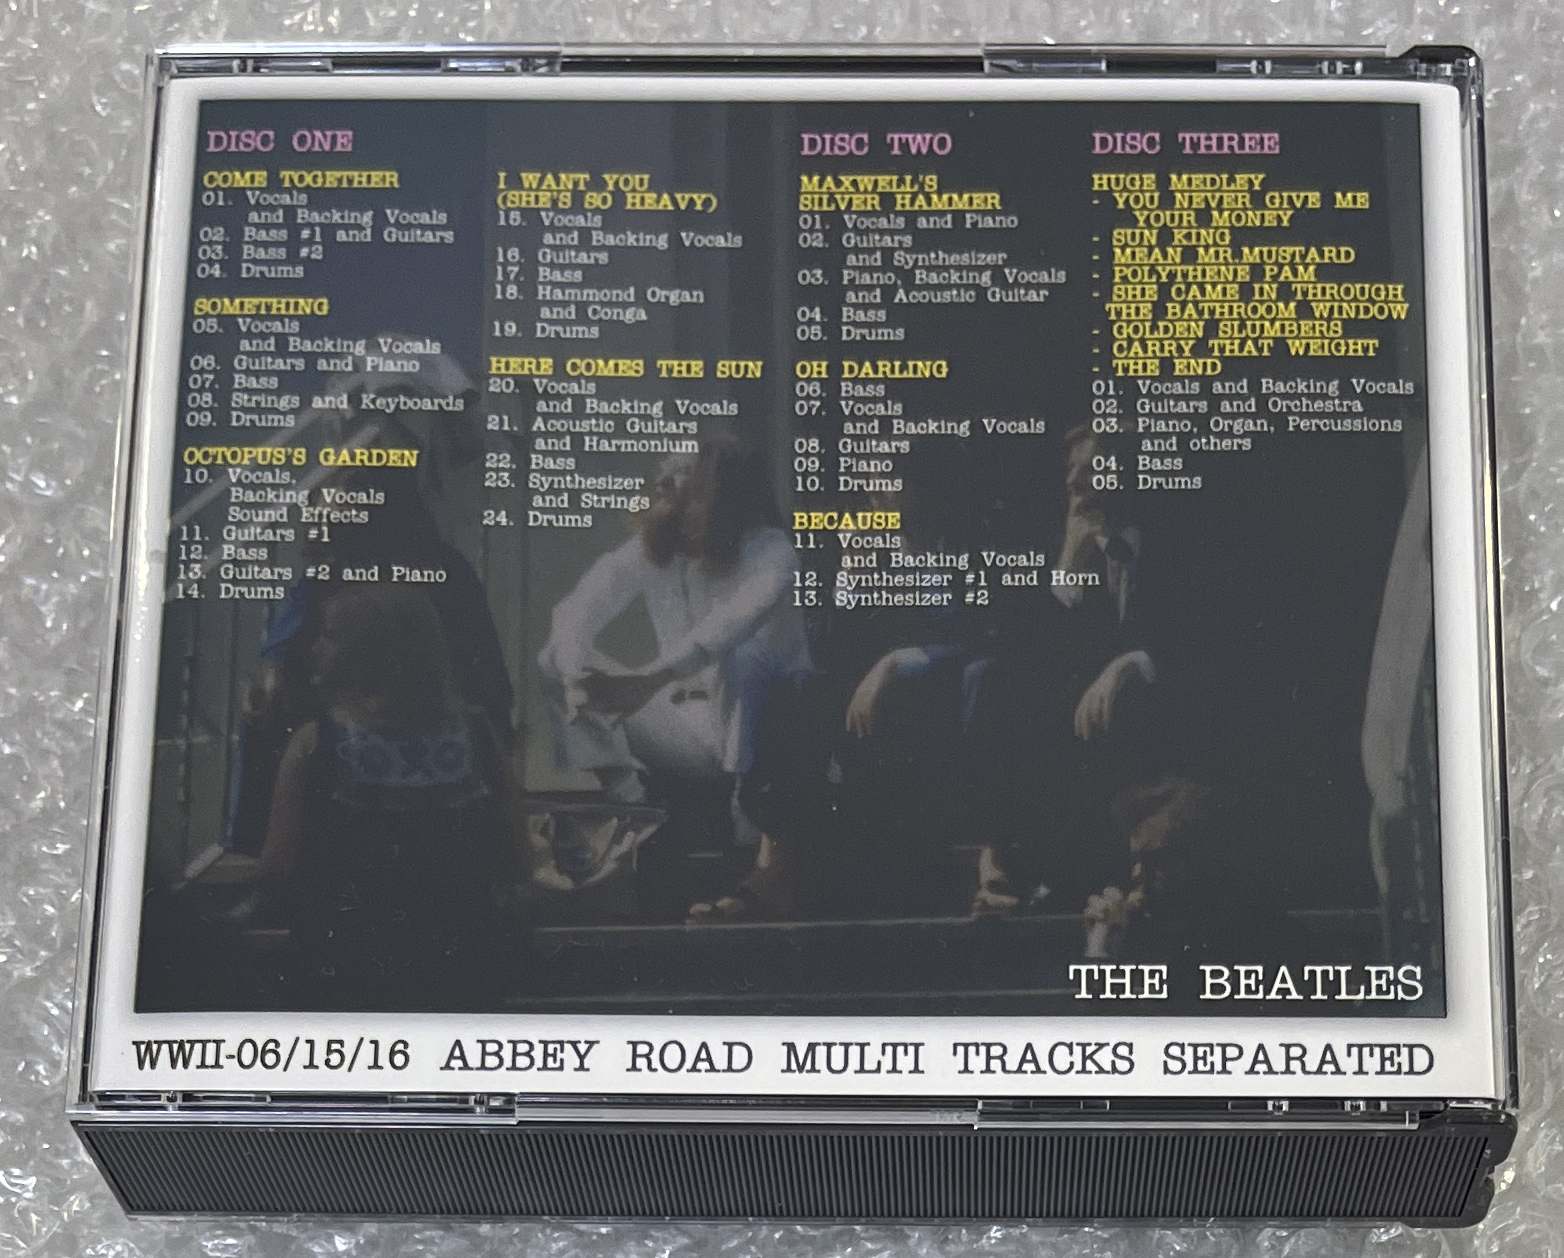 DISC ONE
COME TOGETHER
01. Vocals
and Backing Vocals
02. Bass #1 and Guitars
03. Bass #2
04. Drums
SOMETHING
05. Vocals
and Backing Vocals
06. Guitars and Piano
07. Bass
08. Strings and Keyboards
09. Drums
OCTOPUS'S GARDEN
10. Vocals,
Backing Vocals
Sound Effects
11. Guitars #1
12. Bass
13. Guitars #2 and Piano
14. Drums
I WANT YOU
(SHE'S SO HEAVY)
15. Vocals
and Backing Vocals
16. Guitars
17. Bass
18. Hammond Organ
and Conga
19. Drums
HERE COMES THE SUN
20. Vocals
and Backing Vocals
21. Acoustic Guitars
and Harmonium
22. Bass
23. Synthesizer
and Strings
24. Drums
DISC TWO
MAXWELL'S
SILVER HAMMER
01. Vocals and Piano
02. Guitars
and Synthesizer
03. Piano, Backing Vocals
and Acoustic Guitar
04. Bass
05. Drums
OH DARLING
06. Bass
07. Vocals
and Backing Vocals
08. Guitars
09. Piano
10. Drums
BECAUSE
11. Vocals
and Backing Vocals
12. Synthesizer #1 and Horn
13. Synthesizer #2
DISC THREE
HUGE MEDLEY
- YOU NEVER GIVE ME
YOUR MONEY
- SUN KING
- MEAN MR.MUSTARD
- POLYTHENE PAM
- SHE CAME IN THROUGH
THE BATHROOM WINDOW
- GOLDEN SLUMBERS
- CARRY THAT WEIGHT
- THE END
01. Vocals and Backing Vocals
02. Guitars and Orchestra
03. Piano, Organ, Percussions
and others
04. Bass
05. Drums
THE BEATLES
WWII-06/15/16 ABBEY ROAD MULTI TRACKS SEPARATED